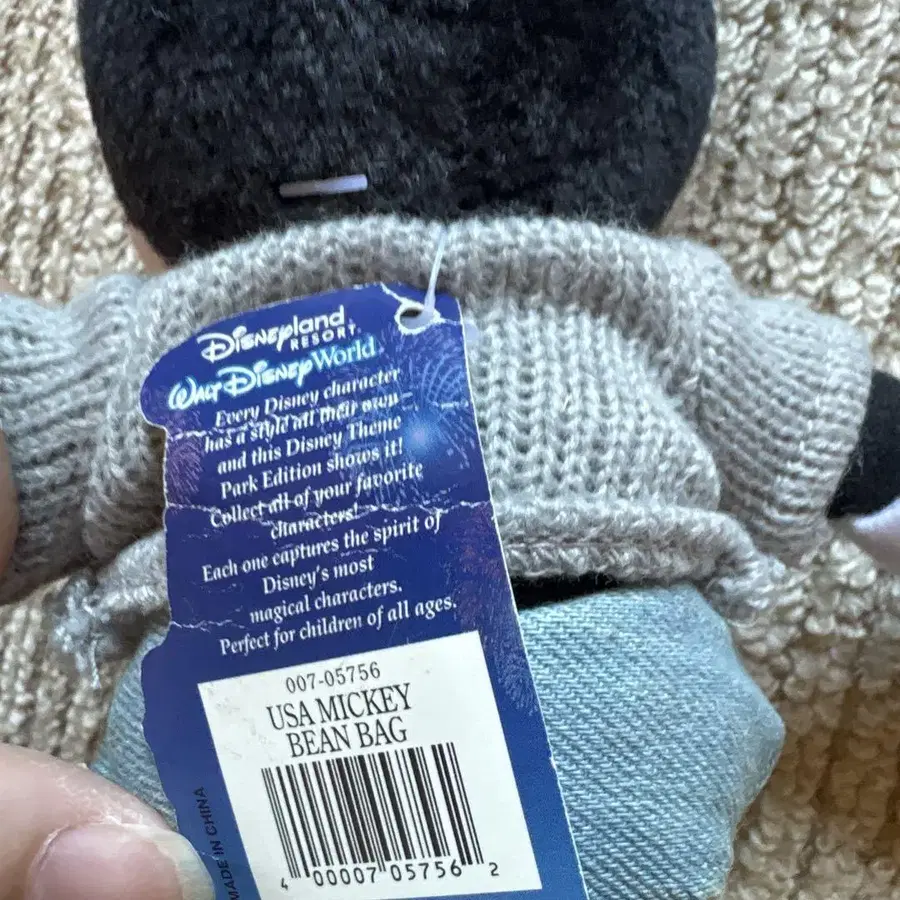 Disneyland
RESORT
Walt Disney World
Every Disney character
has a style all their own
and this Disney Theme
Park Edition shows it!
Collect all of your favorite
characters!
Each one captures the spirit of
Disney's most
magical characters.
Perfect for children of all ages.
007-05756
USA MICKEY
BEAN BAG
4 00007 05756 2
MADE IN CHINA